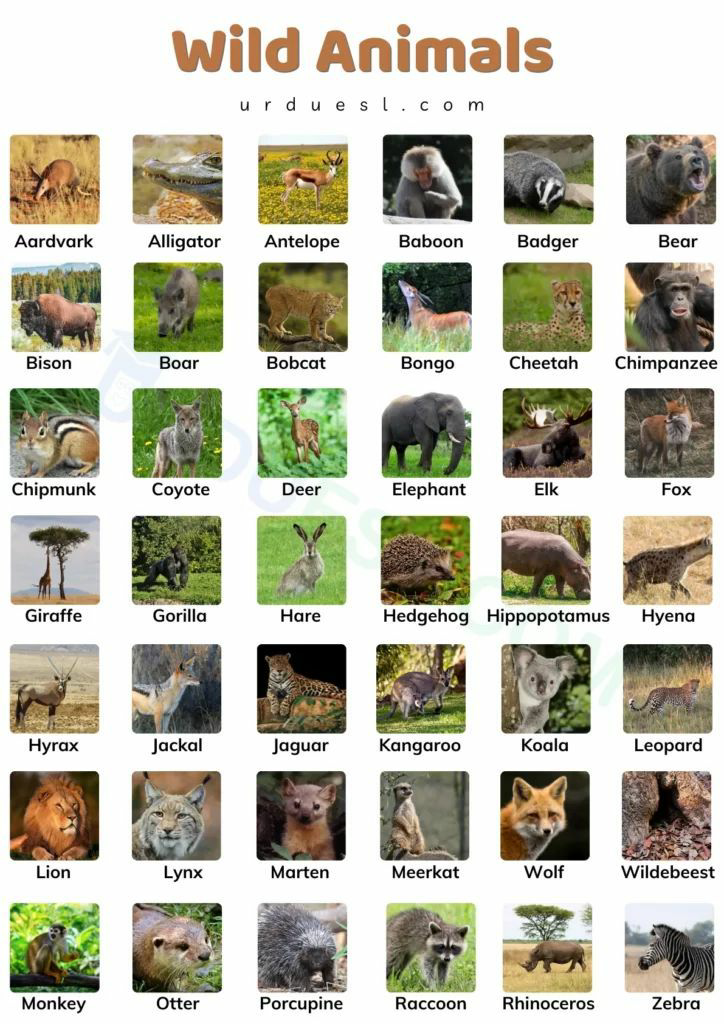 Wild Animals
urduesl.com
Aardvark Alligator Antelope Baboon Badger Bear
Bison Boar Bobcat Bongo Cheetah Chimpanzee
Chipmunk Coyote Deer Elephant Elk Fox
Giraffe Gorilla Hare Hedgehog Hippopotamus Hyena
Hyrax Jackal Jaguar Kangaroo Koala Leopard
Lion Lynx Marten Meerkat Wolf Wildebeest
Monkey Otter Porcupine Raccoon Rhinoceros Zebra